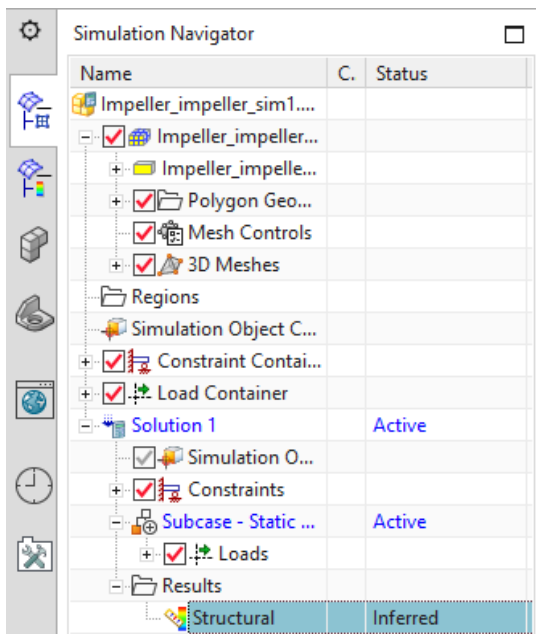 Simulation Navigator
Name C. Status
Impeller_impeller_sim1....
Impeller_impeller...
Impeller_impelle...
Polygon Geo...
Mesh Controls
3D Meshes
Regions
Simulation Object C...
Constraint Contai...
Load Container
Solution 1 Active
Simulation O...
Constraints
Subcase - Static ... Active
Loads
Results
Structural Inferred